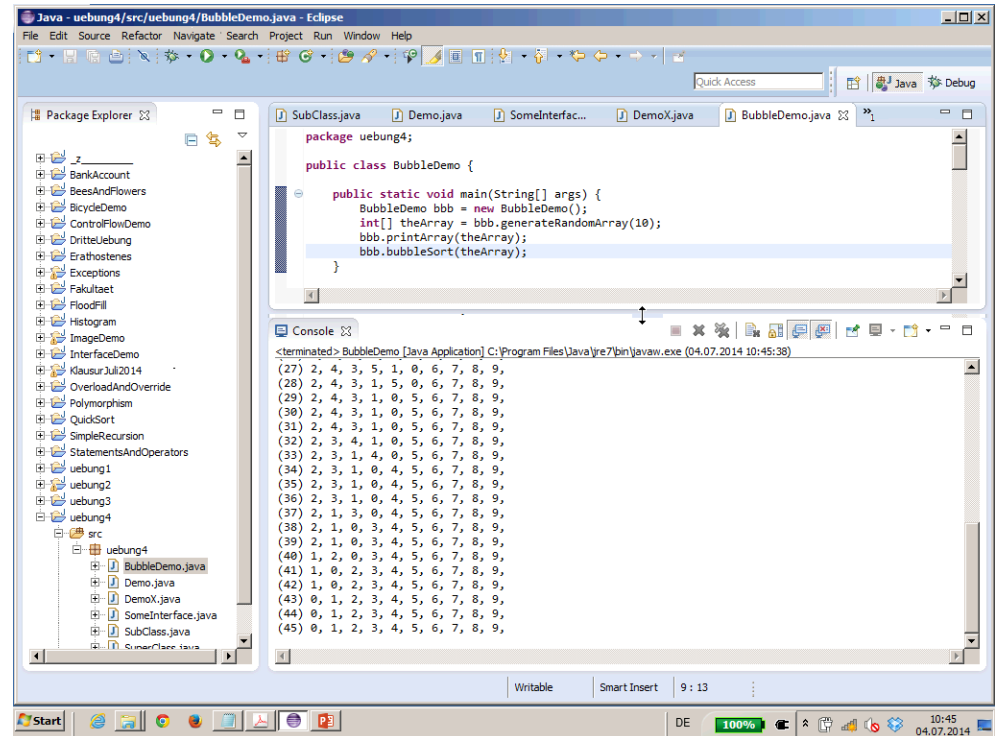 Java - uebung4/src/uebung4/BubbleDemo.java - Eclipse
File Edit Source Refactor Navigate Search Project Run Window Help
Quick Access
Java
Debug
Package Explorer
_z_________
BankAccount
BeesAndFlowers
BicycleDemo
ControlFlowDemo
DritteUebung
Erathostenes
Exceptions
Fakultaet
FloodFill
Histogram
ImageDemo
InterfaceDemo
KlausurJuli2014
OverloadAndOverride
Polymorphism
QuickSort
SimpleRecursion
StatementsAndOperators
uebung1
uebung2
uebung3
uebung4
src
uebung4
BubbleDemo.java
Demo.java
DemoX.java
SomeInterface.java
SubClass.java
SuperClass.java
SubClass.java Demo.java SomeInterfac... DemoX.java BubbleDemo.java »1
package uebung4;
public class BubbleDemo {
public static void main(String[] args) {
BubbleDemo bbb = new BubbleDemo();
int[] theArray = bbb.generateRandomArray(10);
bbb.printArray(theArray);
bbb.bubbleSort(theArray);
}
Console
<terminated> BubbleDemo [Java Application] C:\Program Files\Java\jre7\bin\javaw.exe (04.07.2014 10:45:38)
(27) 2, 4, 3, 5, 1, 0, 6, 7, 8, 9,
(28) 2, 4, 3, 1, 5, 0, 6, 7, 8, 9,
(29) 2, 4, 3, 1, 0, 5, 6, 7, 8, 9,
(30) 2, 4, 3, 1, 0, 5, 6, 7, 8, 9,
(31) 2, 4, 3, 1, 0, 5, 6, 7, 8, 9,
(32) 2, 3, 4, 1, 0, 5, 6, 7, 8, 9,
(33) 2, 3, 1, 4, 0, 5, 6, 7, 8, 9,
(34) 2, 3, 1, 0, 4, 5, 6, 7, 8, 9,
(35) 2, 3, 1, 0, 4, 5, 6, 7, 8, 9,
(36) 2, 3, 1, 0, 4, 5, 6, 7, 8, 9,
(37) 2, 1, 3, 0, 4, 5, 6, 7, 8, 9,
(38) 2, 1, 0, 3, 4, 5, 6, 7, 8, 9,
(39) 2, 1, 0, 3, 4, 5, 6, 7, 8, 9,
(40) 1, 2, 0, 3, 4, 5, 6, 7, 8, 9,
(41) 1, 0, 2, 3, 4, 5, 6, 7, 8, 9,
(42) 1, 0, 2, 3, 4, 5, 6, 7, 8, 9,
(43) 0, 1, 2, 3, 4, 5, 6, 7, 8, 9,
(44) 0, 1, 2, 3, 4, 5, 6, 7, 8, 9,
(45) 0, 1, 2, 3, 4, 5, 6, 7, 8, 9,
Writable Smart Insert 9 : 13
Start
DE
100%
10:45
04.07.2014